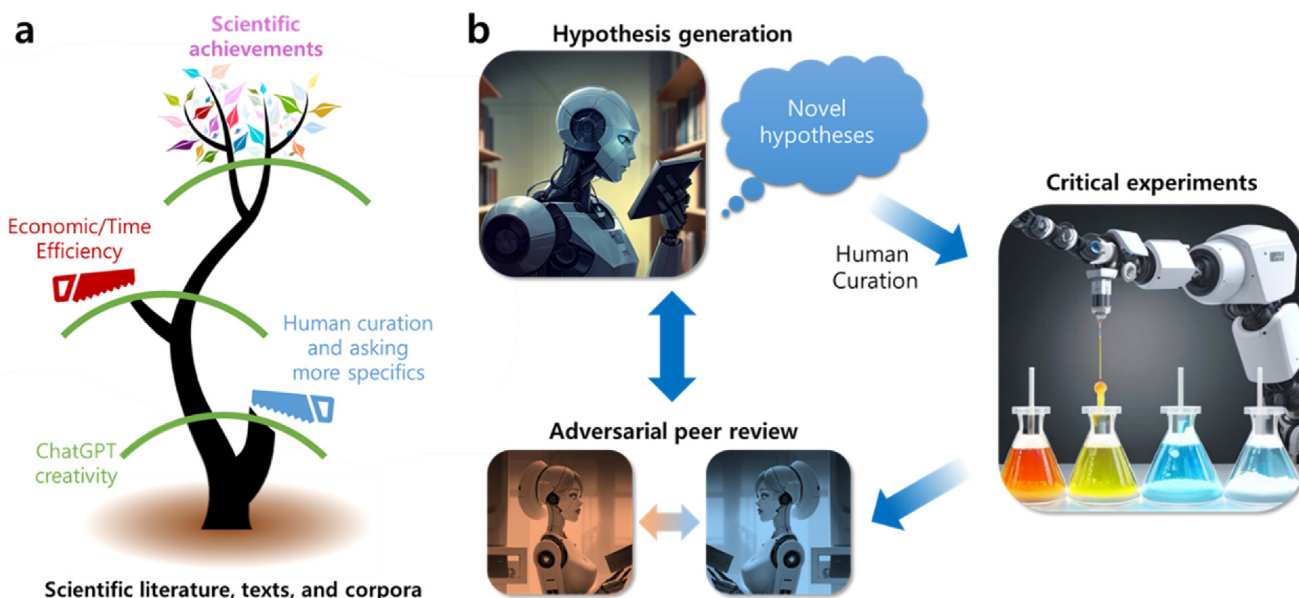 a
Scientific
achievements
Economic/Time
Efficiency
Human curation
and asking
more specifics
ChatGPT
creativity
Scientific literature, texts, and corpora
b
Hypothesis generation
Novel
hypotheses
Human
Curation
Critical experiments
Adversarial peer review